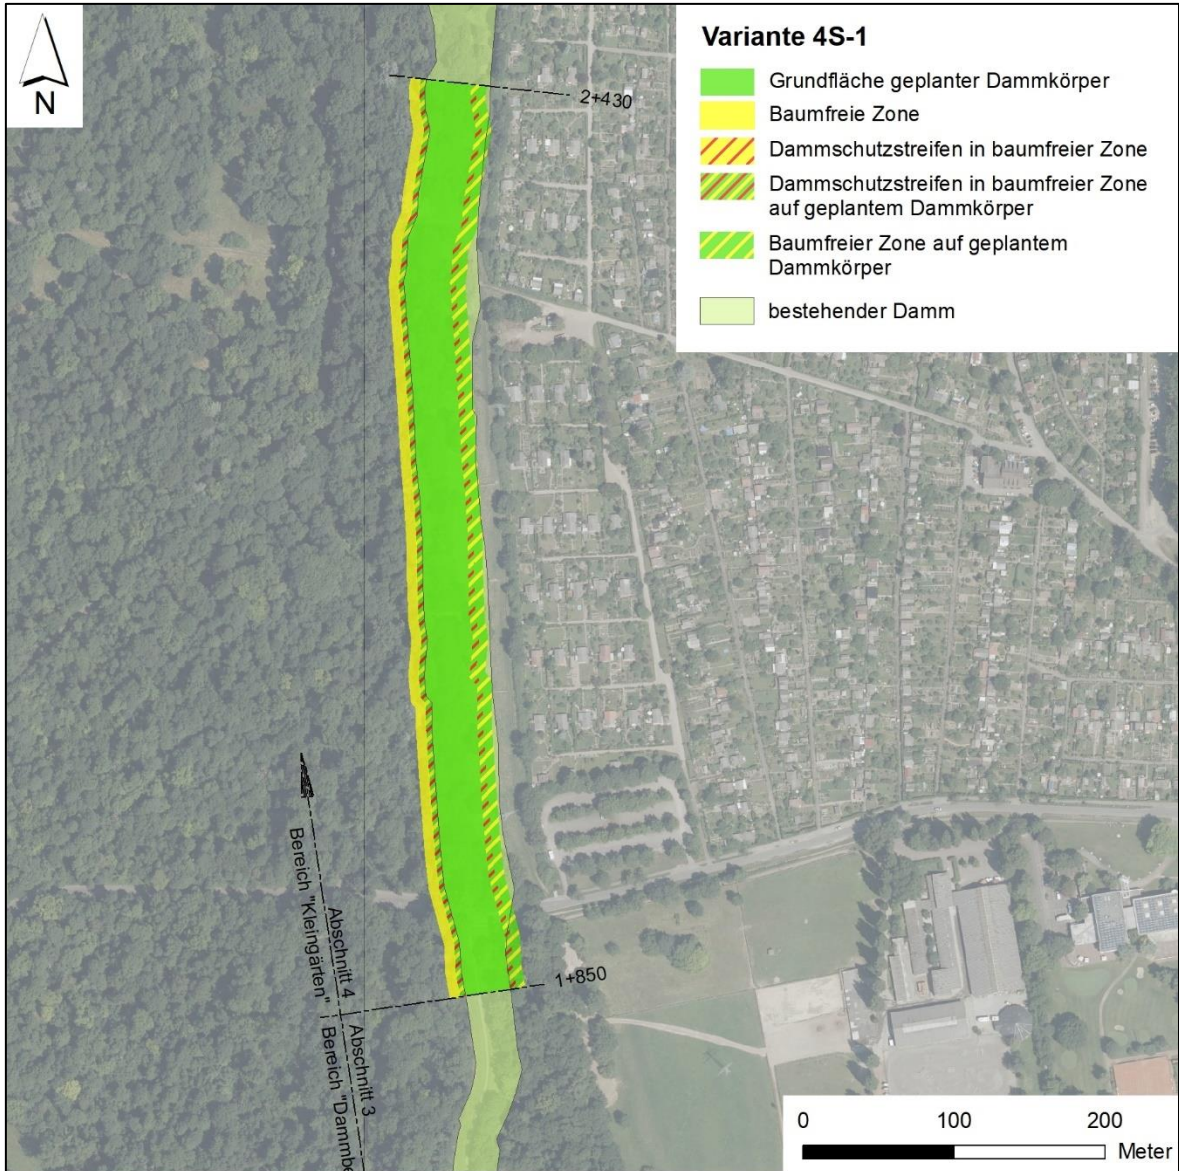 N
Variante 4S-1
Grundfläche geplanter Dammkörper
Baumfreie Zone
Dammschutzstreifen in baumfreier Zone
Dammschutzstreifen in baumfreier Zone
auf geplantem Dammkörper
Baumfreier Zone auf geplantem
Dammkörper
bestehender Damm
2+430
1+850
Abschnitt 4
Bereich "Kleingärten"
Abschnitt 3
Bereich "Dammbe
0 100 200
Meter